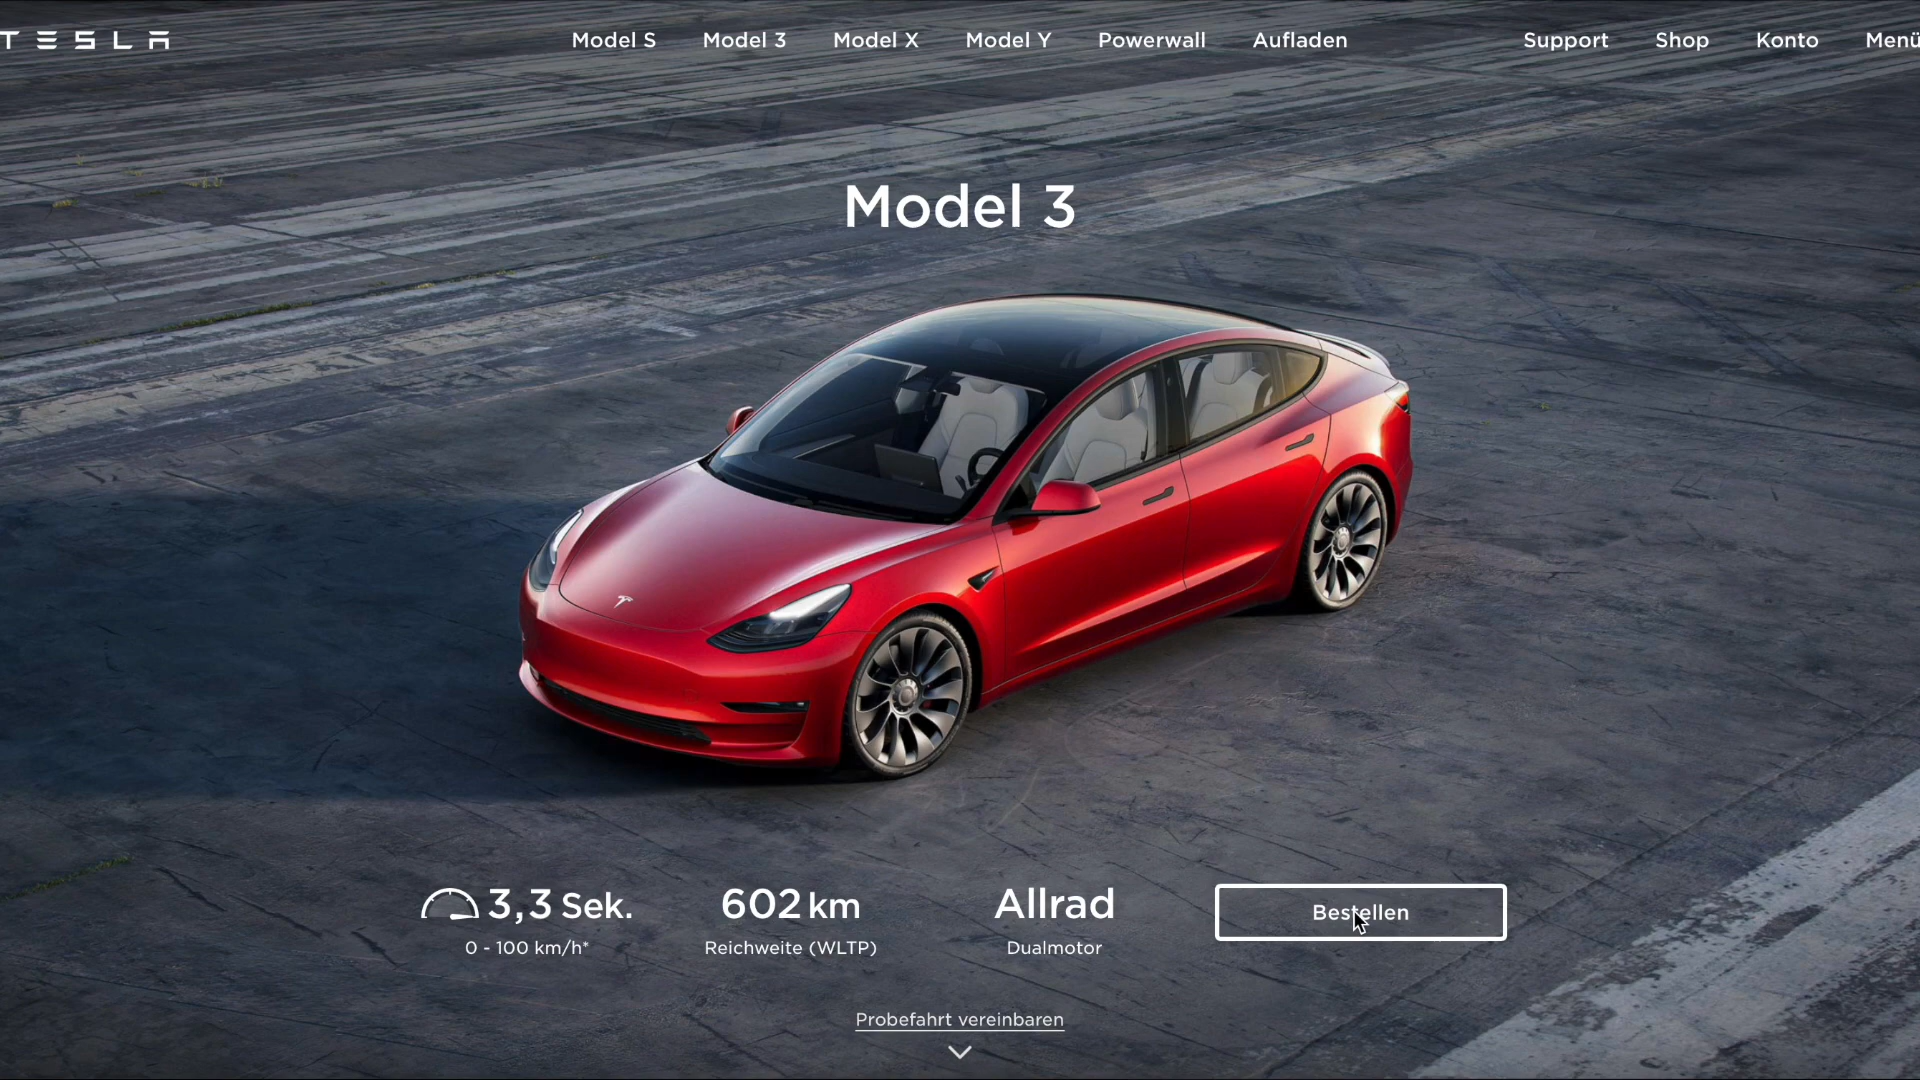 TESLA
Model S Model 3 Model X Model Y Powerwall Aufladen Support Shop Konto Menü
Model 3
3,3 Sek. 602 km Allrad Bestellen
0 - 100 km/h* Reichweite (WLTP) Dualmotor
Probefahrt vereinbaren